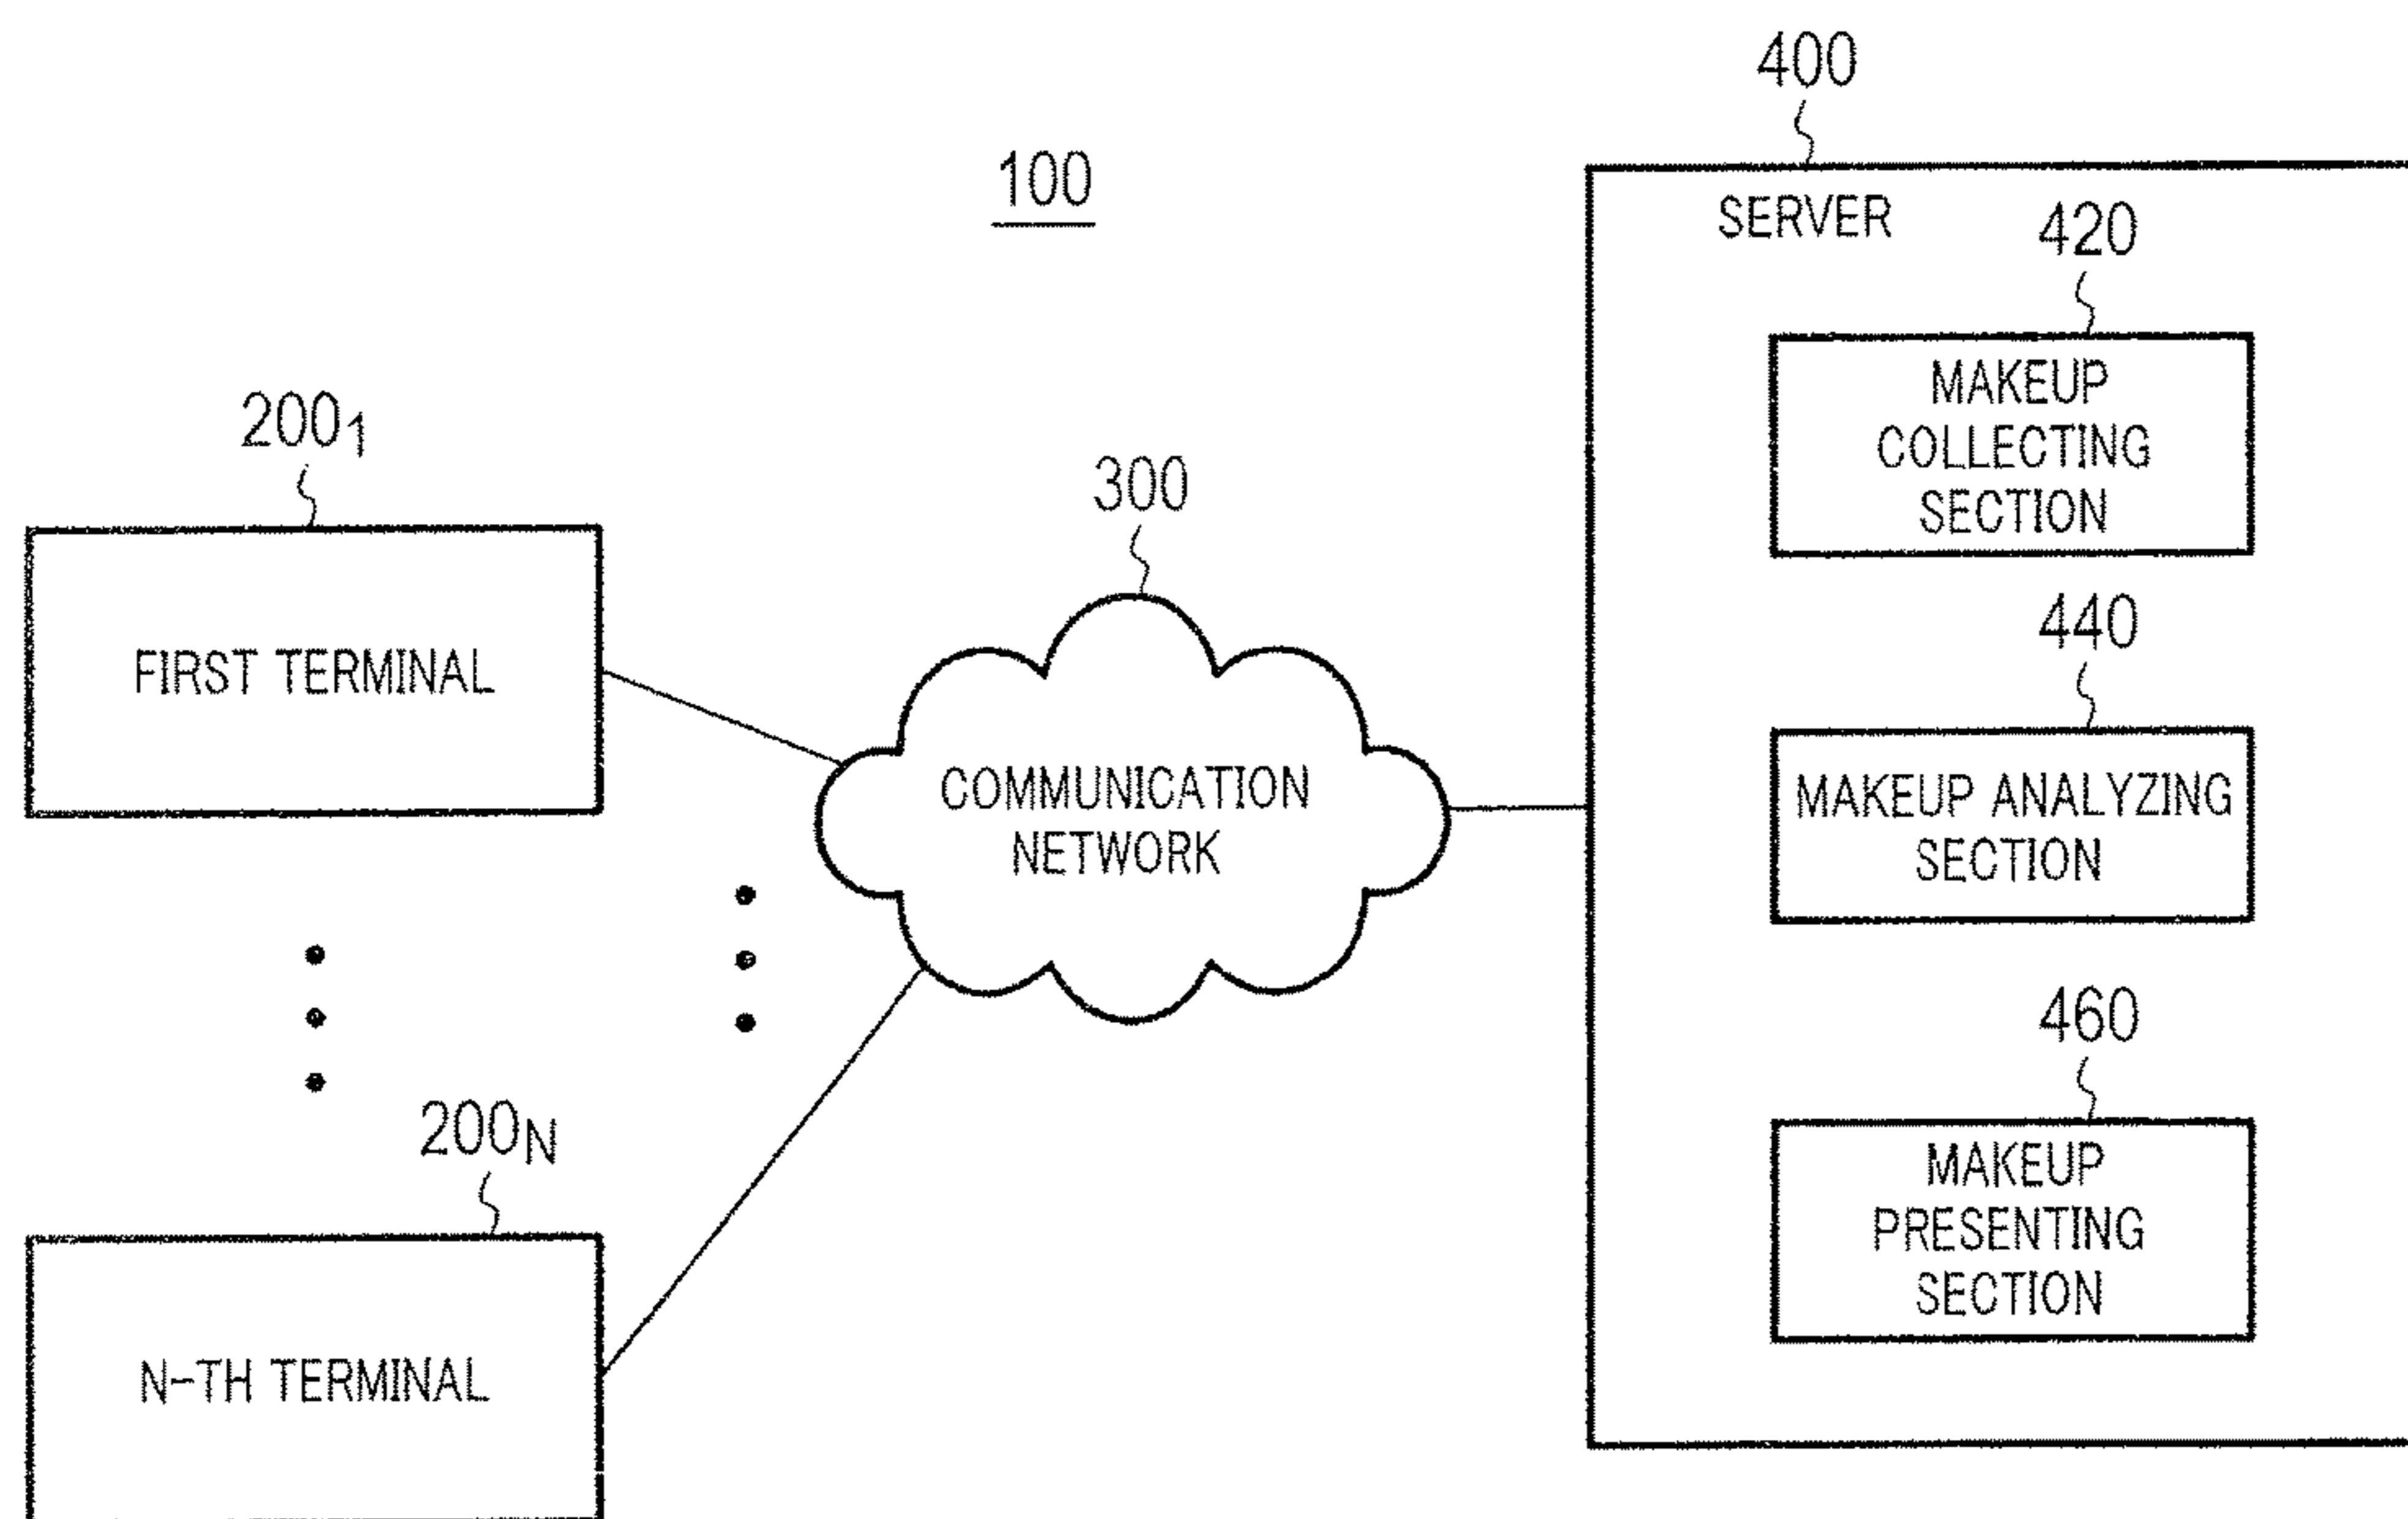 400
100
SERVER
420
MAKEUP
COLLECTING
SECTION
200₁
300
FIRST TERMINAL
COMMUNICATION
NETWORK
440
MAKEUP ANALYZING
SECTION
460
MAKEUP
PRESENTING
SECTION
200N
N-TH TERMINAL